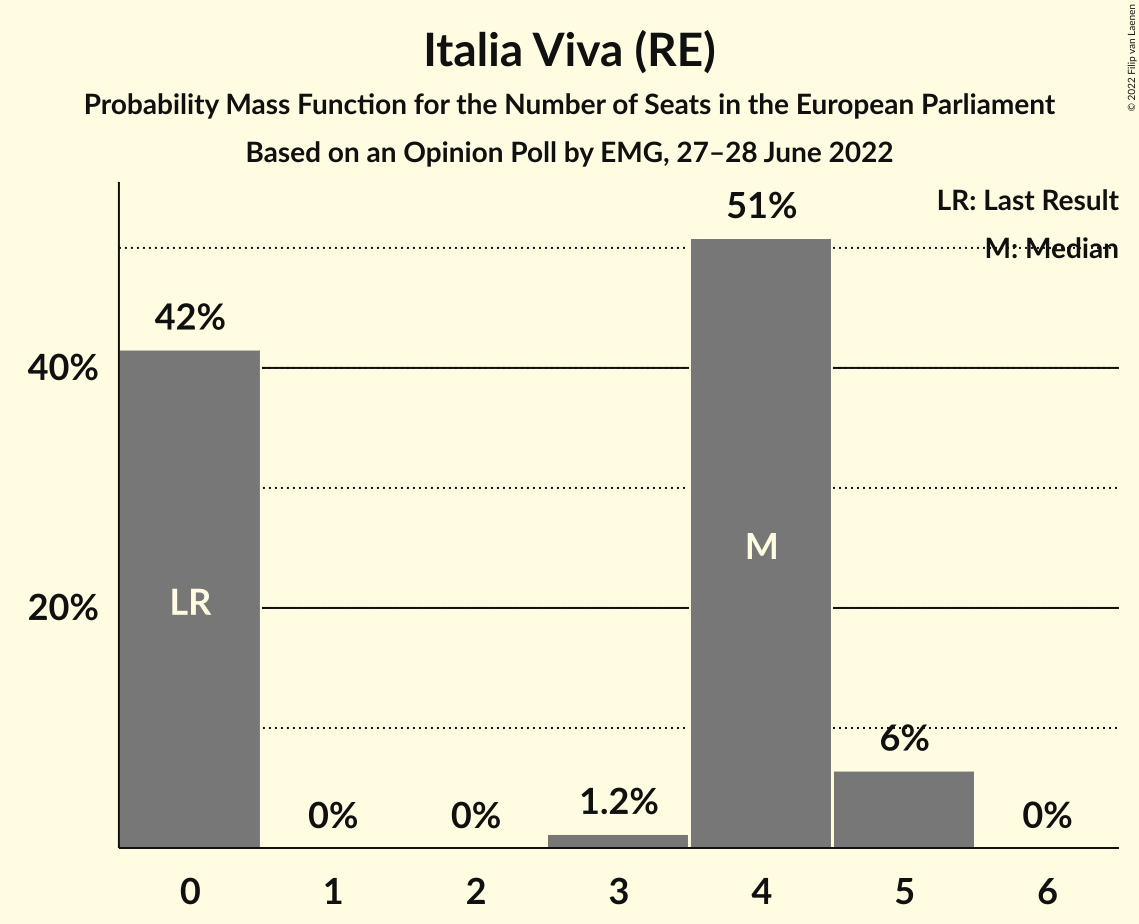 Italia Viva (RE)
Probability Mass Function for the Number of Seats in the European Parliament
Based on an Opinion Poll by EMG, 27–28 June 2022
© 2022 Filip van Laenen
LR: Last Result
M: Median
51%
42%
40%
M
LR
20%
6%
1.2%
0%
0%
0%
0
1
2
3
4
5
6